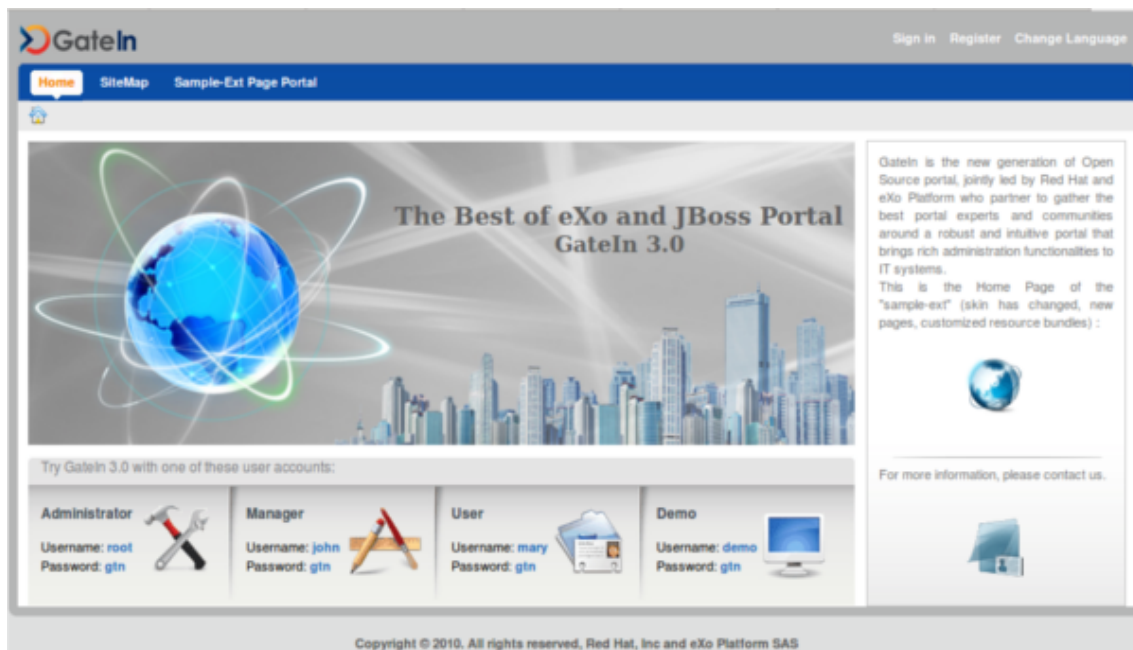 GateIn
Sign in Register Change Language
Home SiteMap Sample-Ext Page Portal
The Best of eXo and JBoss Portal
GateIn 3.0
GateIn is the new generation of Open
Source portal, jointly led by Red Hat and
eXo Platform who partner to gather the
best portal experts and communities
around a robust and intuitive portal that
brings rich administration functionalities to
IT systems.
This is the Home Page of the
"sample-ext" (skin has changed, new
pages, customized resource bundles) :
For more information, please contact us.
Try GateIn 3.0 with one of these user accounts:
Administrator
Username: root
Password: gtn
Manager
Username: john
Password: gtn
User
Username: mary
Password: gtn
Demo
Username: demo
Password: gtn
Copyright © 2010. All rights reserved, Red Hat, Inc and eXo Platform SAS